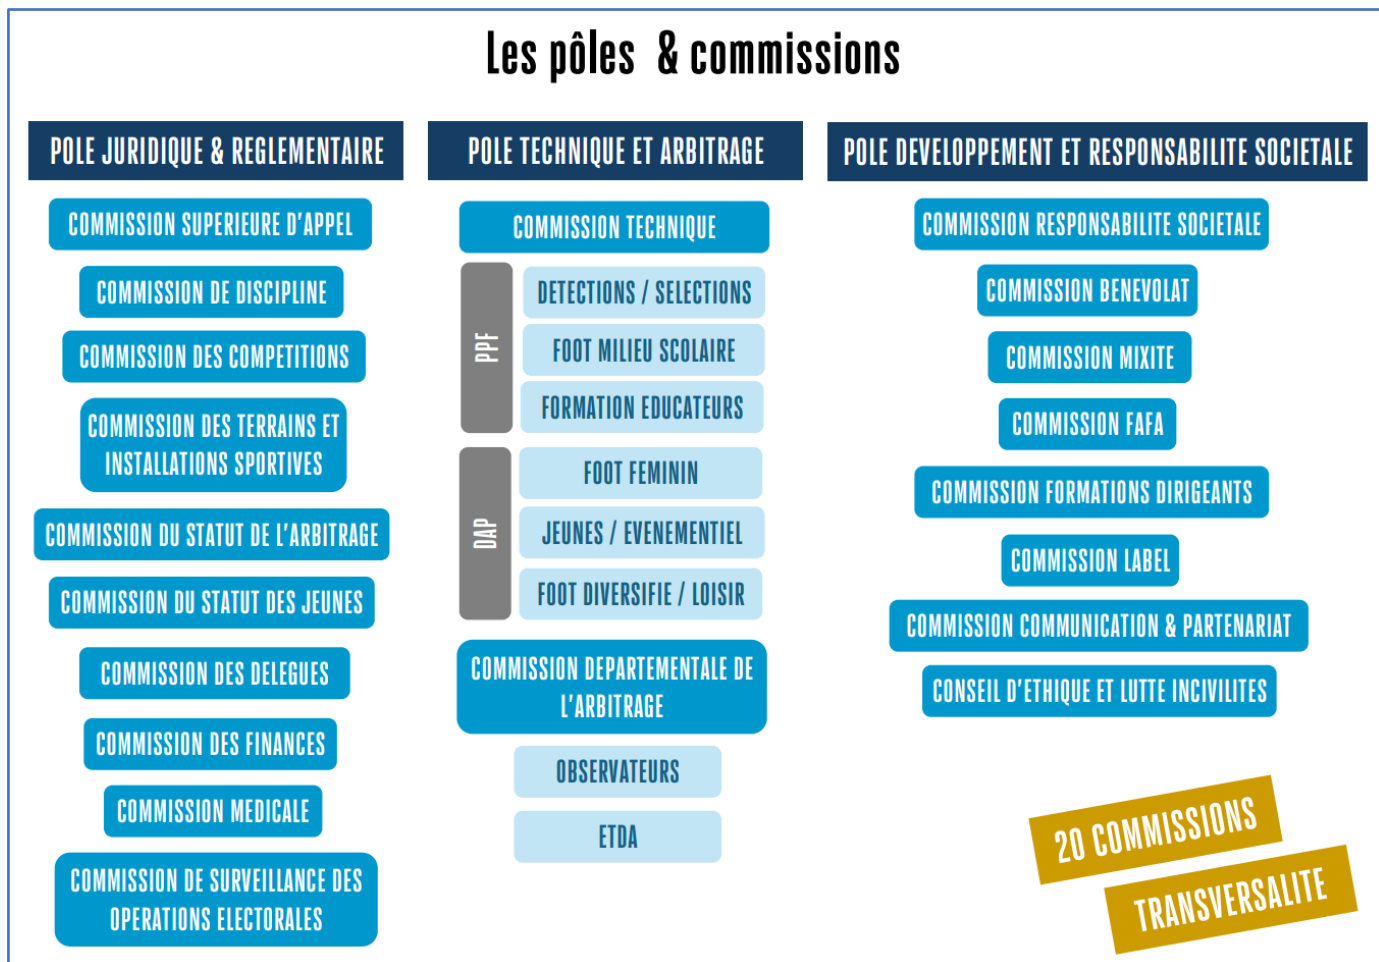 Les pôles & commissions
POLE JURIDIQUE & REGLEMENTAIRE
COMMISSION SUPERIEURE D'APPEL
COMMISSION DE DISCIPLINE
COMMISSION DES COMPETITIONS
COMMISSION DES TERRAINS ET
INSTALLATIONS SPORTIVES
COMMISSION DU STATUT DE L'ARBITRAGE
COMMISSION DU STATUT DES JEUNES
COMMISSION DES DELEGUES
COMMISSION DES FINANCES
COMMISSION MEDICALE
COMMISSION DE SURVEILLANCE DES
OPERATIONS ELECTORALES
POLE TECHNIQUE ET ARBITRAGE
COMMISSION TECHNIQUE
PPF
DETECTIONS / SELECTIONS
FOOT MILIEU SCOLAIRE
FORMATION EDUCATEURS
DAP
FOOT FEMININ
JEUNES / EVENEMENTIEL
FOOT DIVERSIFIE / LOISIR
COMMISSION DEPARTEMENTALE DE
L'ARBITRAGE
OBSERVATEURS
ETDA
POLE DEVELOPPEMENT ET RESPONSABILITE SOCIETALE
COMMISSION RESPONSABILITE SOCIETALE
COMMISSION BENEVOLAT
COMMISSION MIXITE
COMMISSION FAFA
COMMISSION FORMATIONS DIRIGEANTS
COMMISSION LABEL
COMMISSION COMMUNICATION & PARTENARIAT
CONSEIL D'ETHIQUE ET LUTTE INCIVILITES
20 COMMISSIONS
TRANSVERSALITE